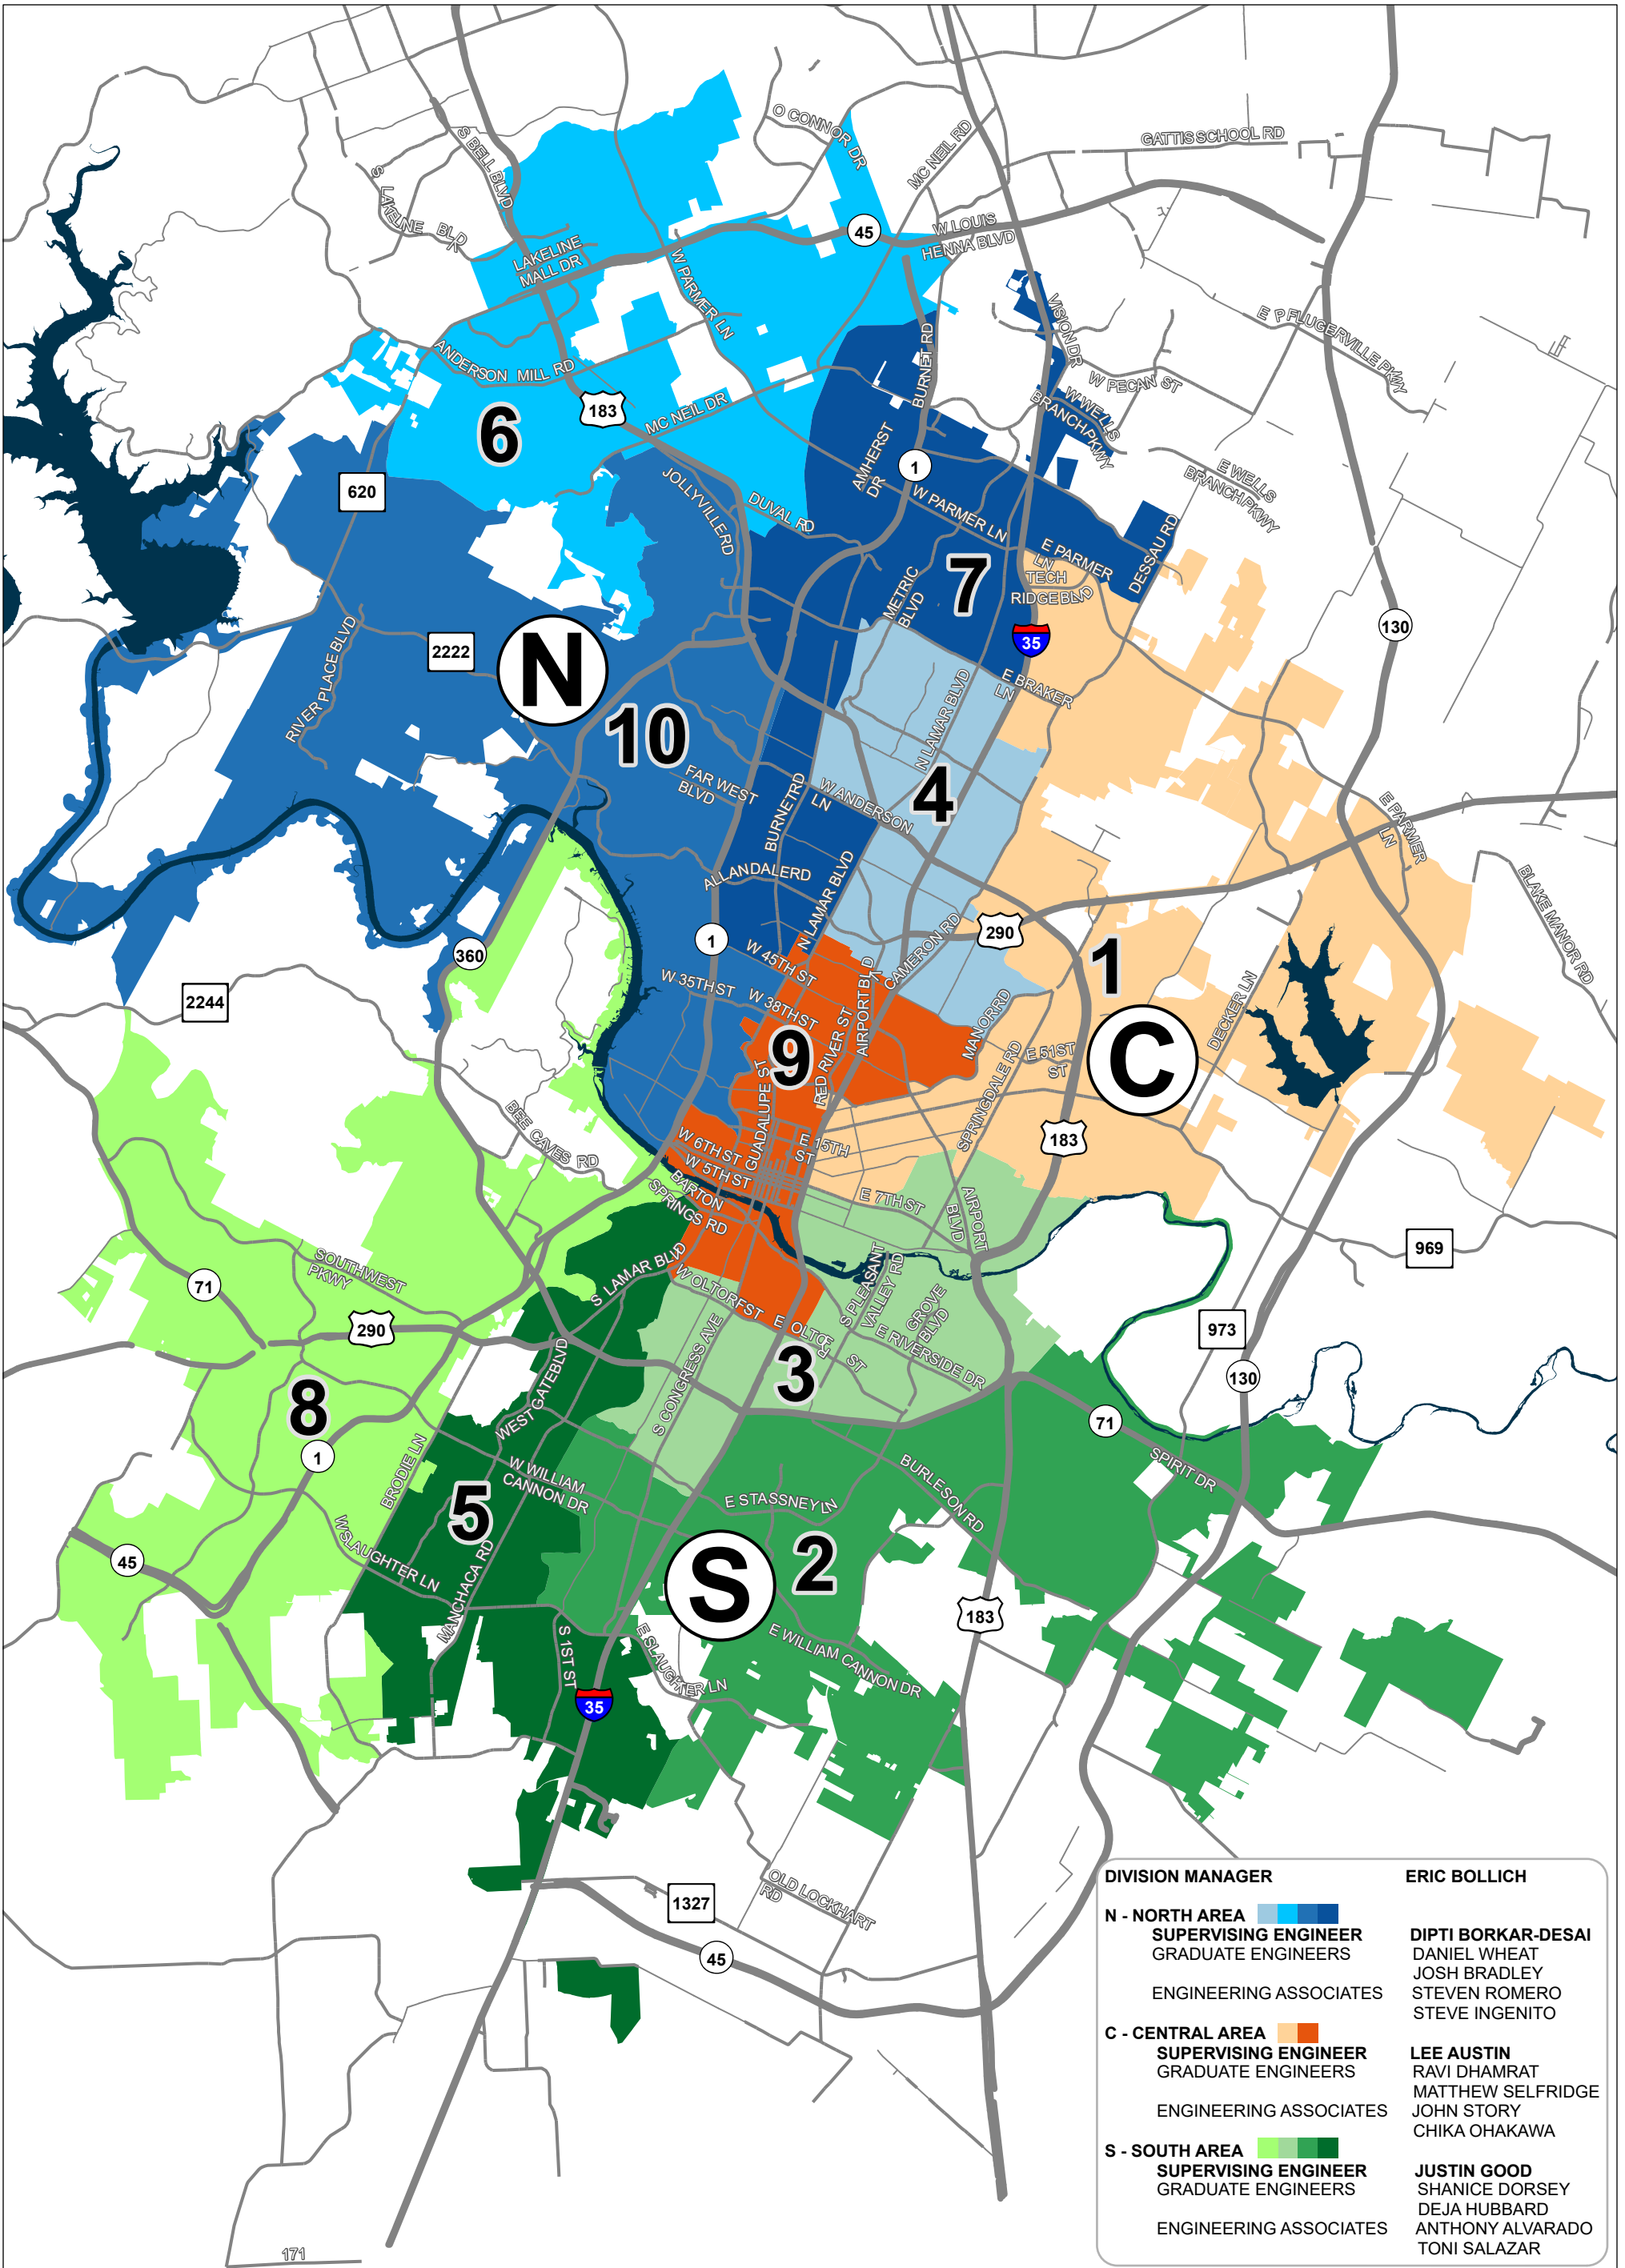 O CONNOR DR
MC NEIL RD
GATTIS SCHOOL RD
S BELL BLVD
S LAKELINE BLD
LAKELINE
MALL DR
45
W LOUIS
HENNA BLVD
W PARMER LN
VISION DR
E PFLUGERVILLE PKWY
ANDERSON MILL RD
BURNET RD
W PECAN ST
183
6
MC NEIL DR
W WELLS
BRANCH PKWY
AMHERST
DR
1
E WELLS
BRANCH PKWY
620
JOLLYVILLE RD
DUVAL RD
W PARMER LN
E PARMER
LN
TECH
RIDGE BLVD
DESSAU RD
7
METRIC
BLVD
130
35
RIVER PLACE BLVD
2222
N
E BRAKER
LN
10
N LAMAR BLVD
FAR WEST
BLVD
BURNET RD
W ANDERSON
LN
4
E PARMER
LN
ALLANDALE RD
N LAMAR BLVD
BLAKE MANOR RD
360
1
CAMERON RD
290
1
W 45TH ST
2244
W 35TH ST
W 38TH ST
AIRPORT BLVD
MANOR RD
DECKER LN
9
RED RIVER ST
E 51ST
ST
C
GUADALUPE ST
SPRINGDALE RD
BEE CAVES RD
W 6TH ST
W 5TH ST
E 15TH
ST
183
BARTON
SPRINGS RD
E 7TH ST
AIRPORT
BLVD
969
SOUTHWEST
PKWY
71
S LAMAR BLVD
W OLTORF ST
S PLEASANT
VALLEY RD
GROVE
BLVD
290
E OLTORF
ST
E RIVERSIDE DR
973
S CONGRESS AVE
3
130
8
WEST GATE BLVD
71
1
BRODIE LN
W WILLIAM
CANNON DR
BURLESON RD
SPIRIT DR
5
E STASSNEY LN
45
W SLAUGHTER LN
MANCHACA RD
S
2
183
S 1ST ST
E SLAUGHTER LN
E WILLIAM CANNON DR
35
OLD LOCKHART
RD
1327
45
171
DIVISION MANAGER ERIC BOLLICH
N - NORTH AREA
SUPERVISING ENGINEER DIPTI BORKAR-DESAI
GRADUATE ENGINEERS DANIEL WHEAT
JOSH BRADLEY
ENGINEERING ASSOCIATES STEVEN ROMERO
STEVE INGENITO
C - CENTRAL AREA
SUPERVISING ENGINEER LEE AUSTIN
GRADUATE ENGINEERS RAVI DHAMRAT
MATTHEW SELFRIDGE
ENGINEERING ASSOCIATES JOHN STORY
CHIKA OHAKAWA
S - SOUTH AREA
SUPERVISING ENGINEER JUSTIN GOOD
GRADUATE ENGINEERS SHANICE DORSEY
DEJA HUBBARD
ENGINEERING ASSOCIATES ANTHONY ALVARADO
TONI SALAZAR